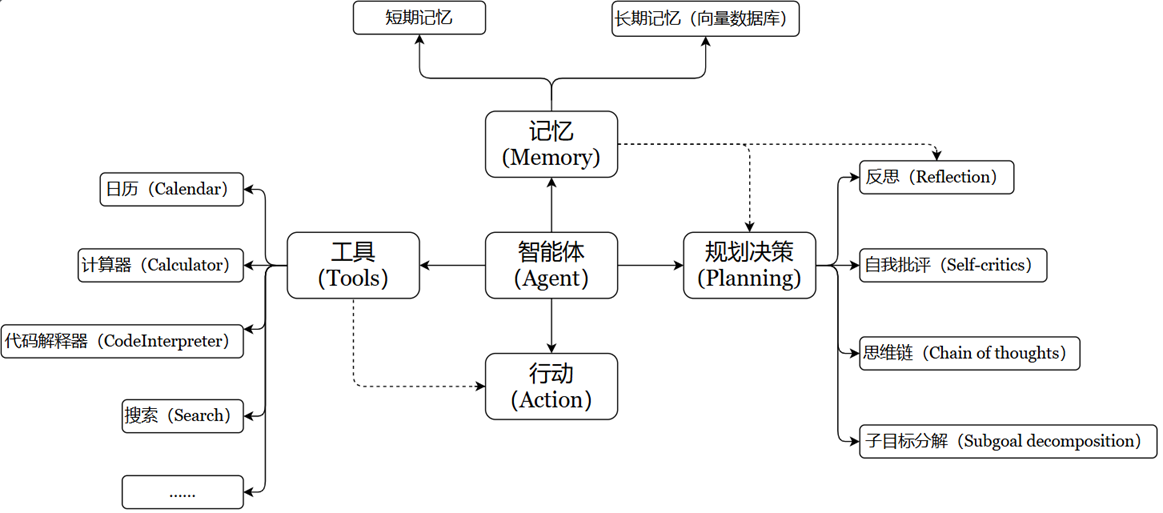 短期记忆
长期记忆（向量数据库）
记忆
(Memory)
日历（Calendar）
反思（Reflection）
工具
(Tools)
智能体
(Agent)
规划决策
(Planning)
计算器（Calculator）
自我批评（Self-critics）
代码解释器（CodeInterpreter）
思维链（Chain of thoughts）
行动
(Action)
搜索（Search）
子目标分解（Subgoal decomposition）
......